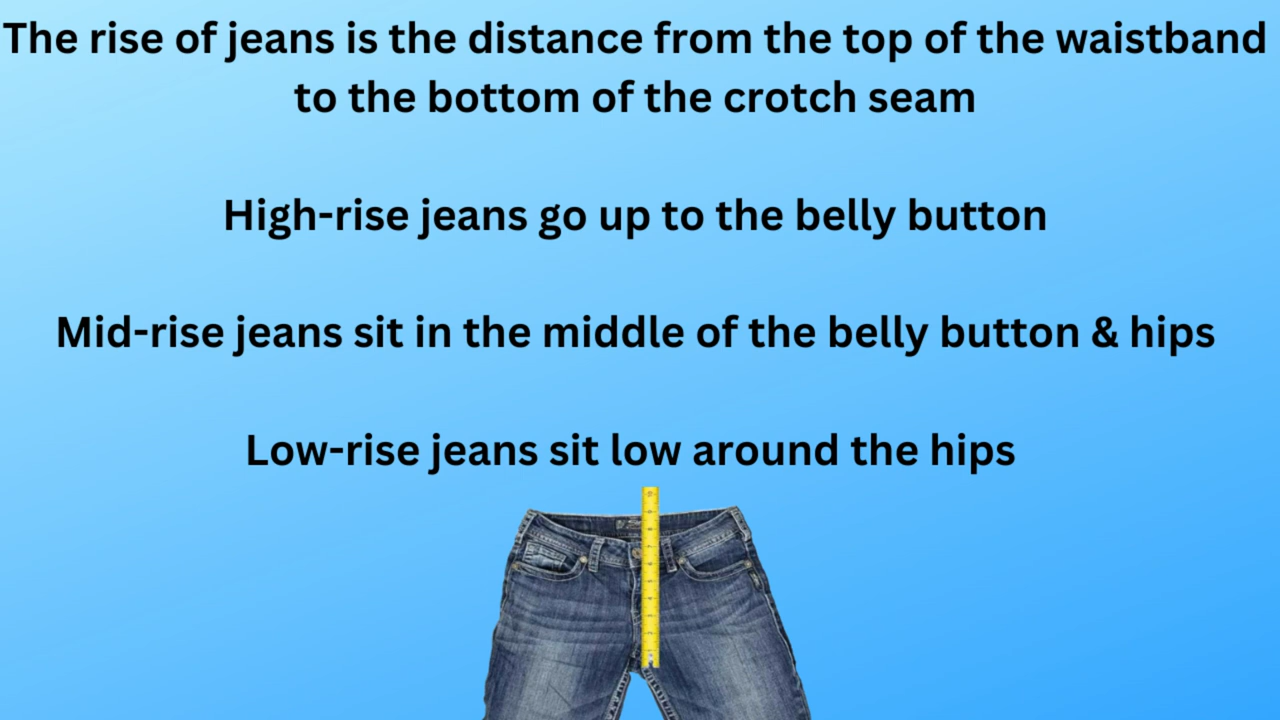 The rise of jeans is the distance from the top of the waistband
to the bottom of the crotch seam
High-rise jeans go up to the belly button
Mid-rise jeans sit in the middle of the belly button & hips
Low-rise jeans sit low around the hips